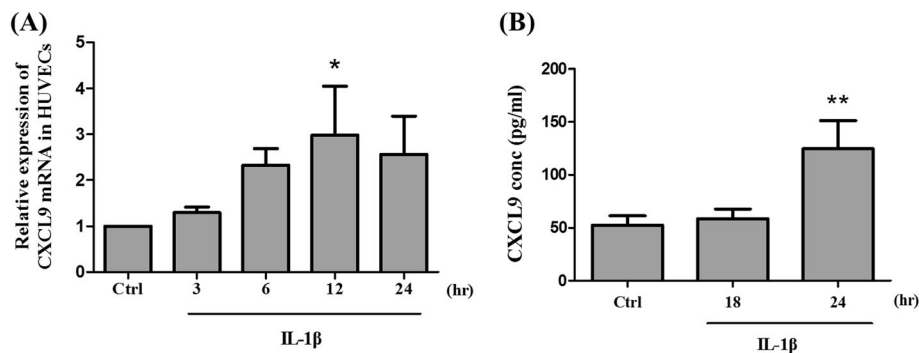 (A)
Relative expression of
CXCL9 mRNA in HUVECs
5
4
3
2
1
0
*
Ctrl 3 6 12 24 (hr)
IL-1β
(B)
CXCL9 conc (pg/ml)
200
150
100
50
0
**
Ctrl 18 24 (hr)
IL-1β